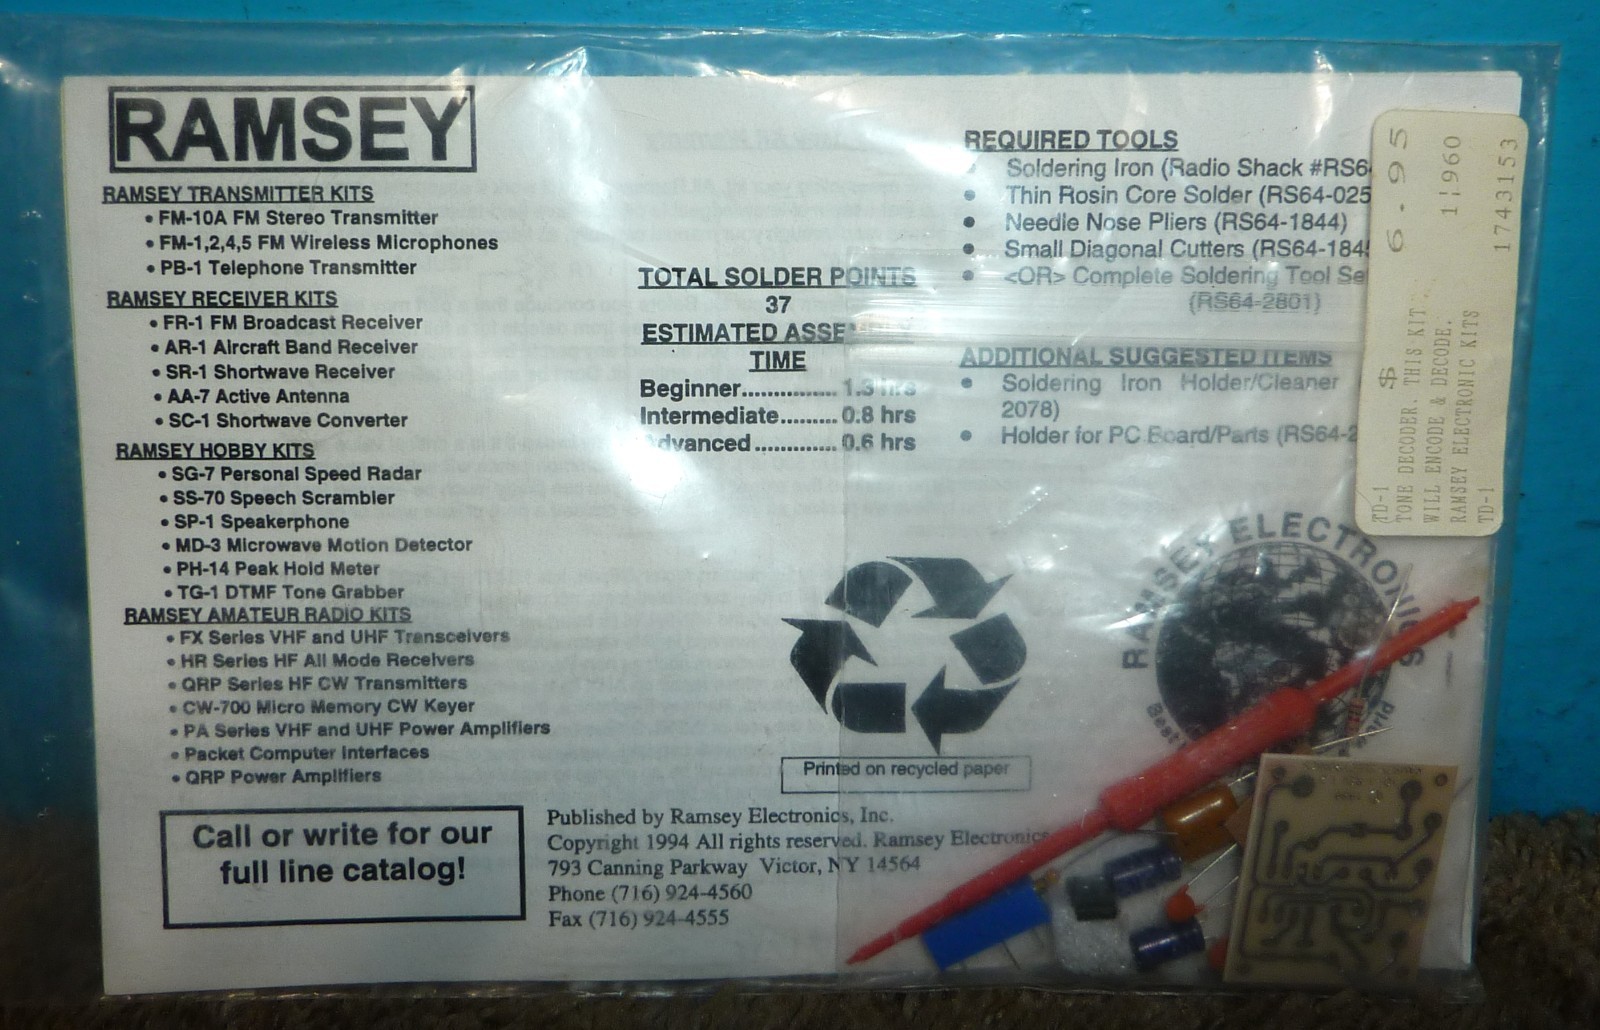 RAMSEY
RAMSEY TRANSMITTER KITS
• FM-10A FM Stereo Transmitter
• FM-1,2,4,5 FM Wireless Microphones
• PB-1 Telephone Transmitter
RAMSEY RECEIVER KITS
• FR-1 FM Broadcast Receiver
• AR-1 Aircraft Band Receiver
• SR-1 Shortwave Receiver
• AA-7 Active Antenna
• SC-1 Shortwave Converter
RAMSEY HOBBY KITS
• SG-7 Personal Speed Radar
• SS-70 Speech Scrambler
• SP-1 Speakerphone
• MD-3 Microwave Motion Detector
• PH-14 Peak Hold Meter
• TG-1 DTMF Tone Grabber
RAMSEY AMATEUR RADIO KITS
• FX Series VHF and UHF Transceivers
• HR Series HF All Mode Receivers
• QRP Series HF CW Transmitters
• CW-700 Micro Memory CW Keyer
• PA Series VHF and UHF Power Amplifiers
• Packet Computer Interfaces
• QRP Power Amplifiers
Call or write for our
full line catalog!
TOTAL SOLDER POINTS
37
ESTIMATED ASSE
TIME
Beginner............... 1.3 hrs
Intermediate......... 0.8 hrs
Advanced ............. 0.6 hrs
Printed on recycled paper
Published by Ramsey Electronics, Inc.
Copyright 1994 All rights reserved. Ramsey Electronics
793 Canning Parkway Victor, NY 14564
Phone (716) 924-4560
Fax (716) 924-4555
REQUIRED TOOLS
• Soldering Iron (Radio Shack #RS6
• Thin Rosin Core Solder (RS64-025
• Needle Nose Pliers (RS64-1844)
• Small Diagonal Cutters (RS64-184
• <OR> Complete Soldering Tool Se
(RS64-2801)
ADDITIONAL SUGGESTED ITEMS
• Soldering Iron Holder/Cleaner
2078)
• Holder for PC Board/Parts (RS64-2
RAMSEY ELECTRONICS
TD-1 $ 6.95
TONE DECODER. THIS KIT
WILL ENCODE & DECODE. 11960
RAMSEY ELECTRONIC KITS
TD-1 1743153